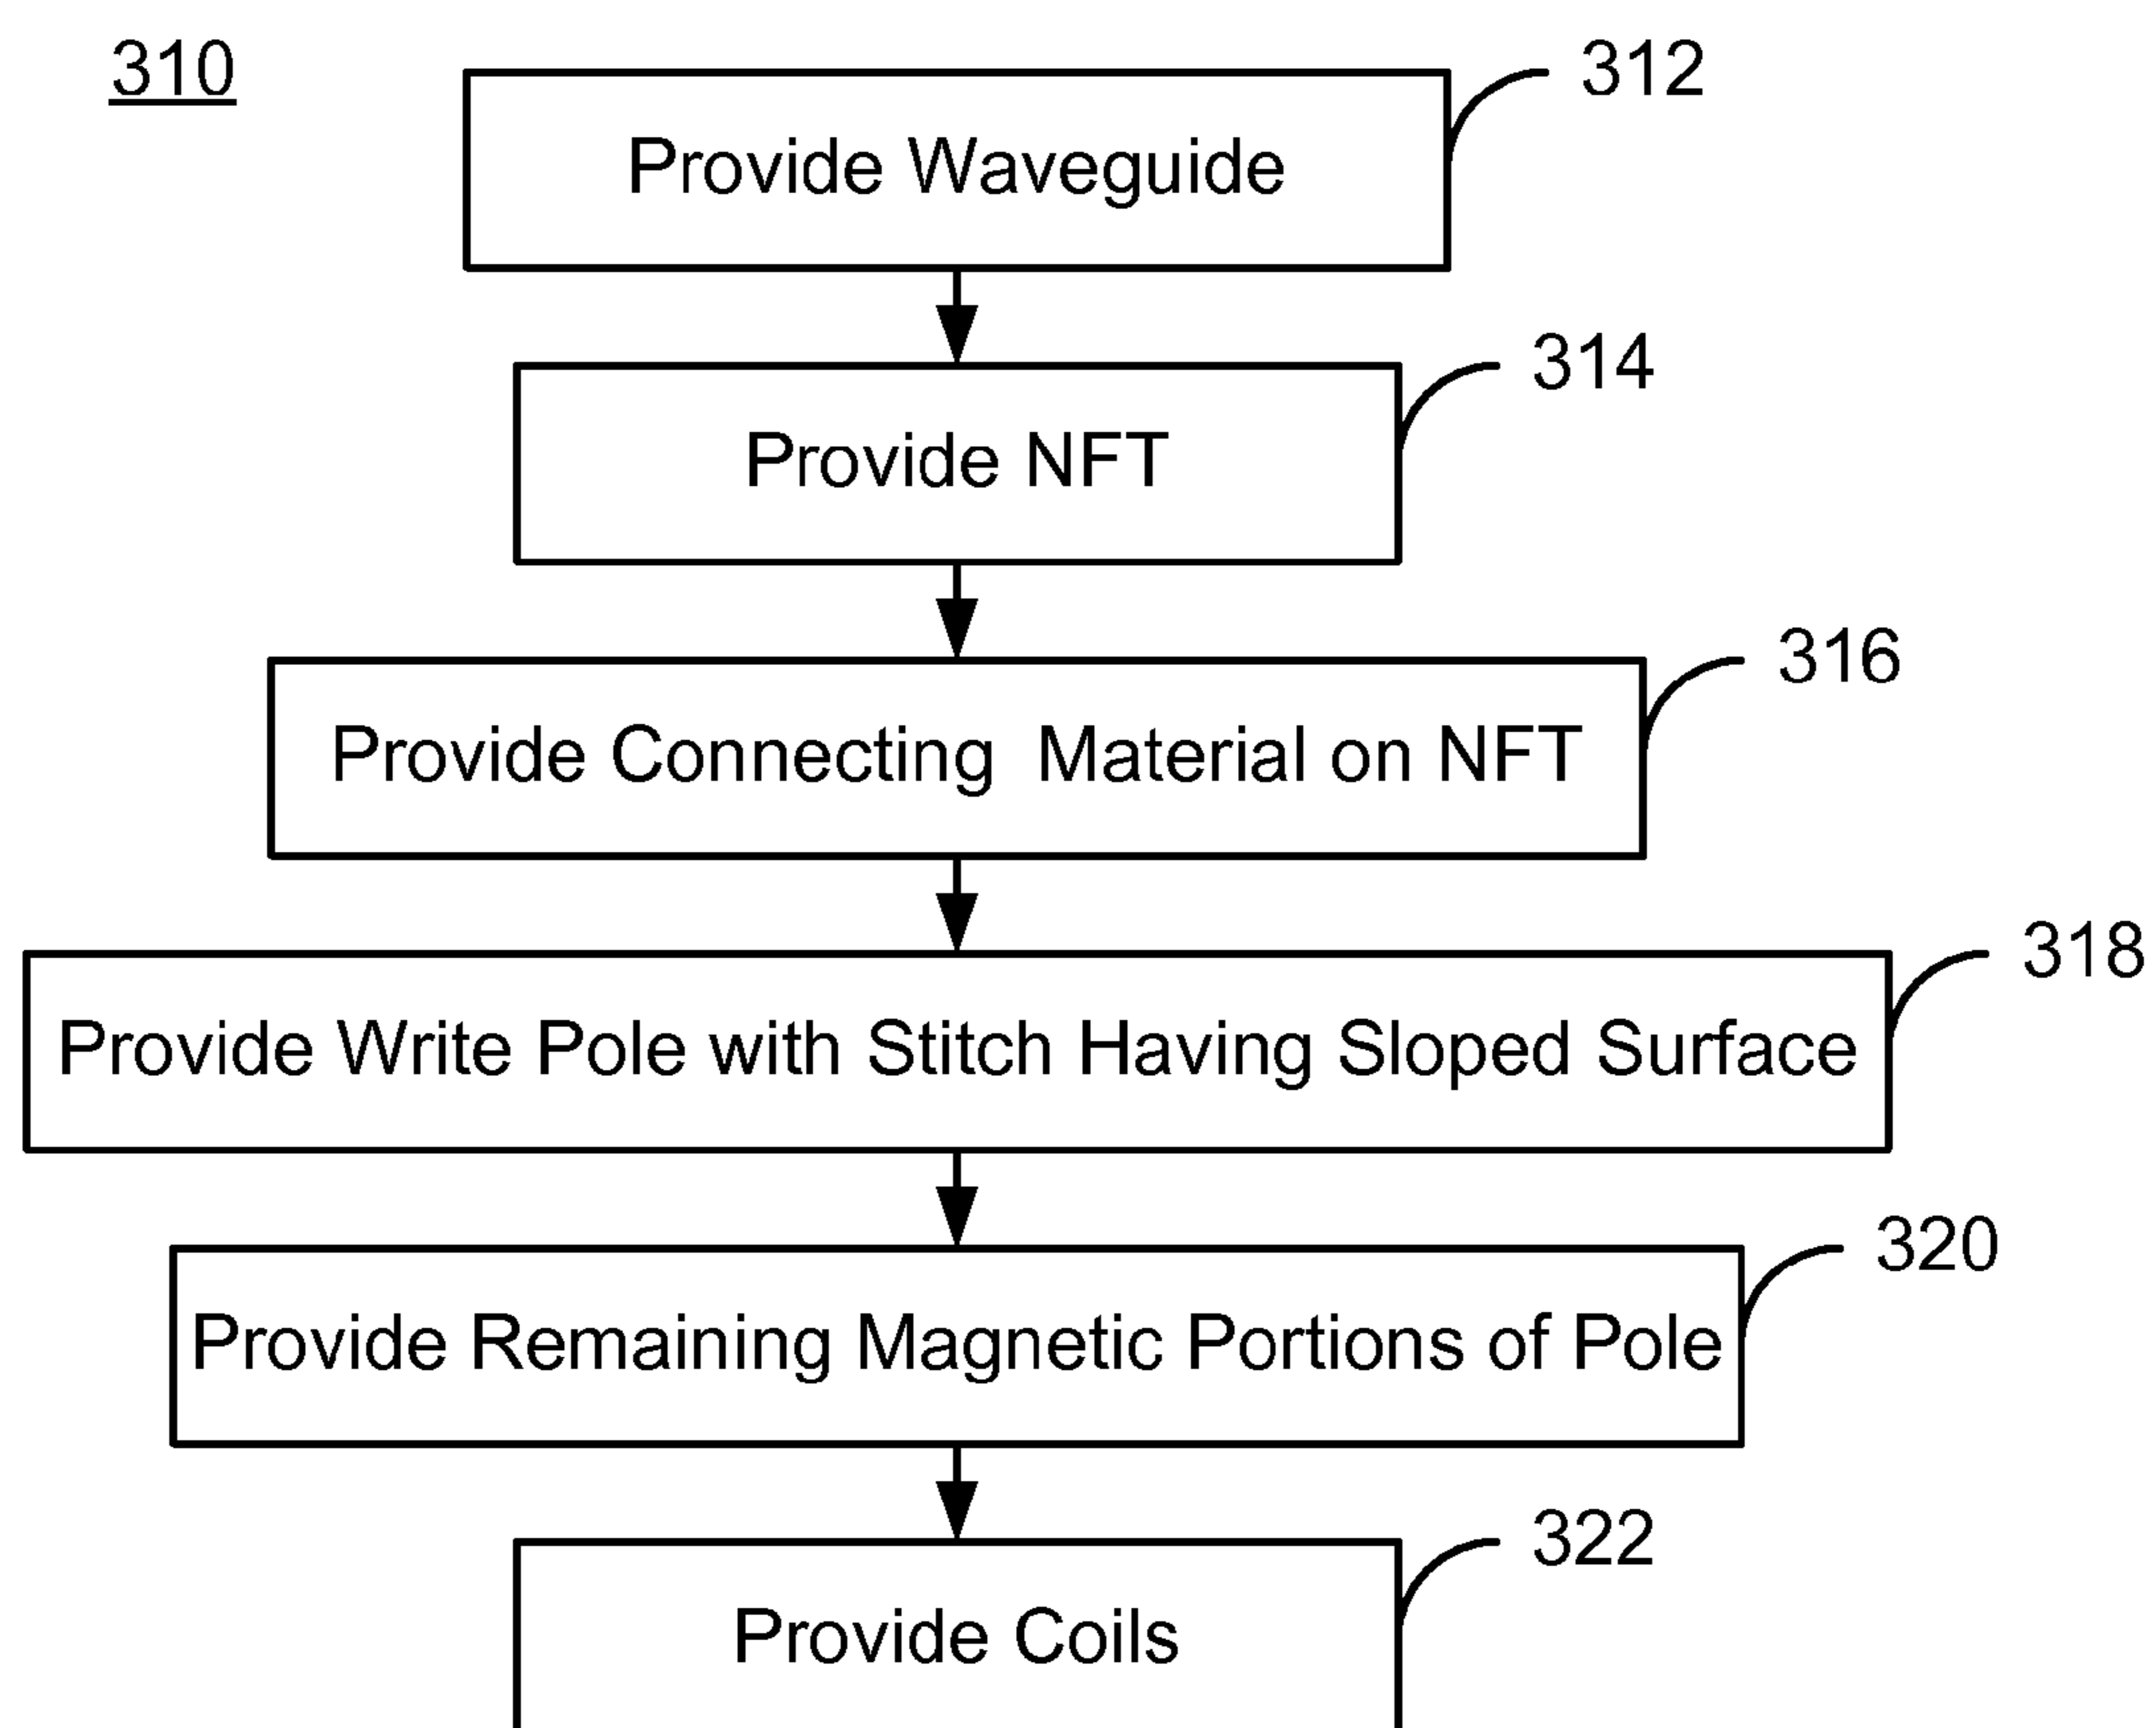 310
312
Provide Waveguide
314
Provide NFT
316
Provide Connecting Material on NFT
318
Provide Write Pole with Stitch Having Sloped Surface
320
Provide Remaining Magnetic Portions of Pole
322
Provide Coils